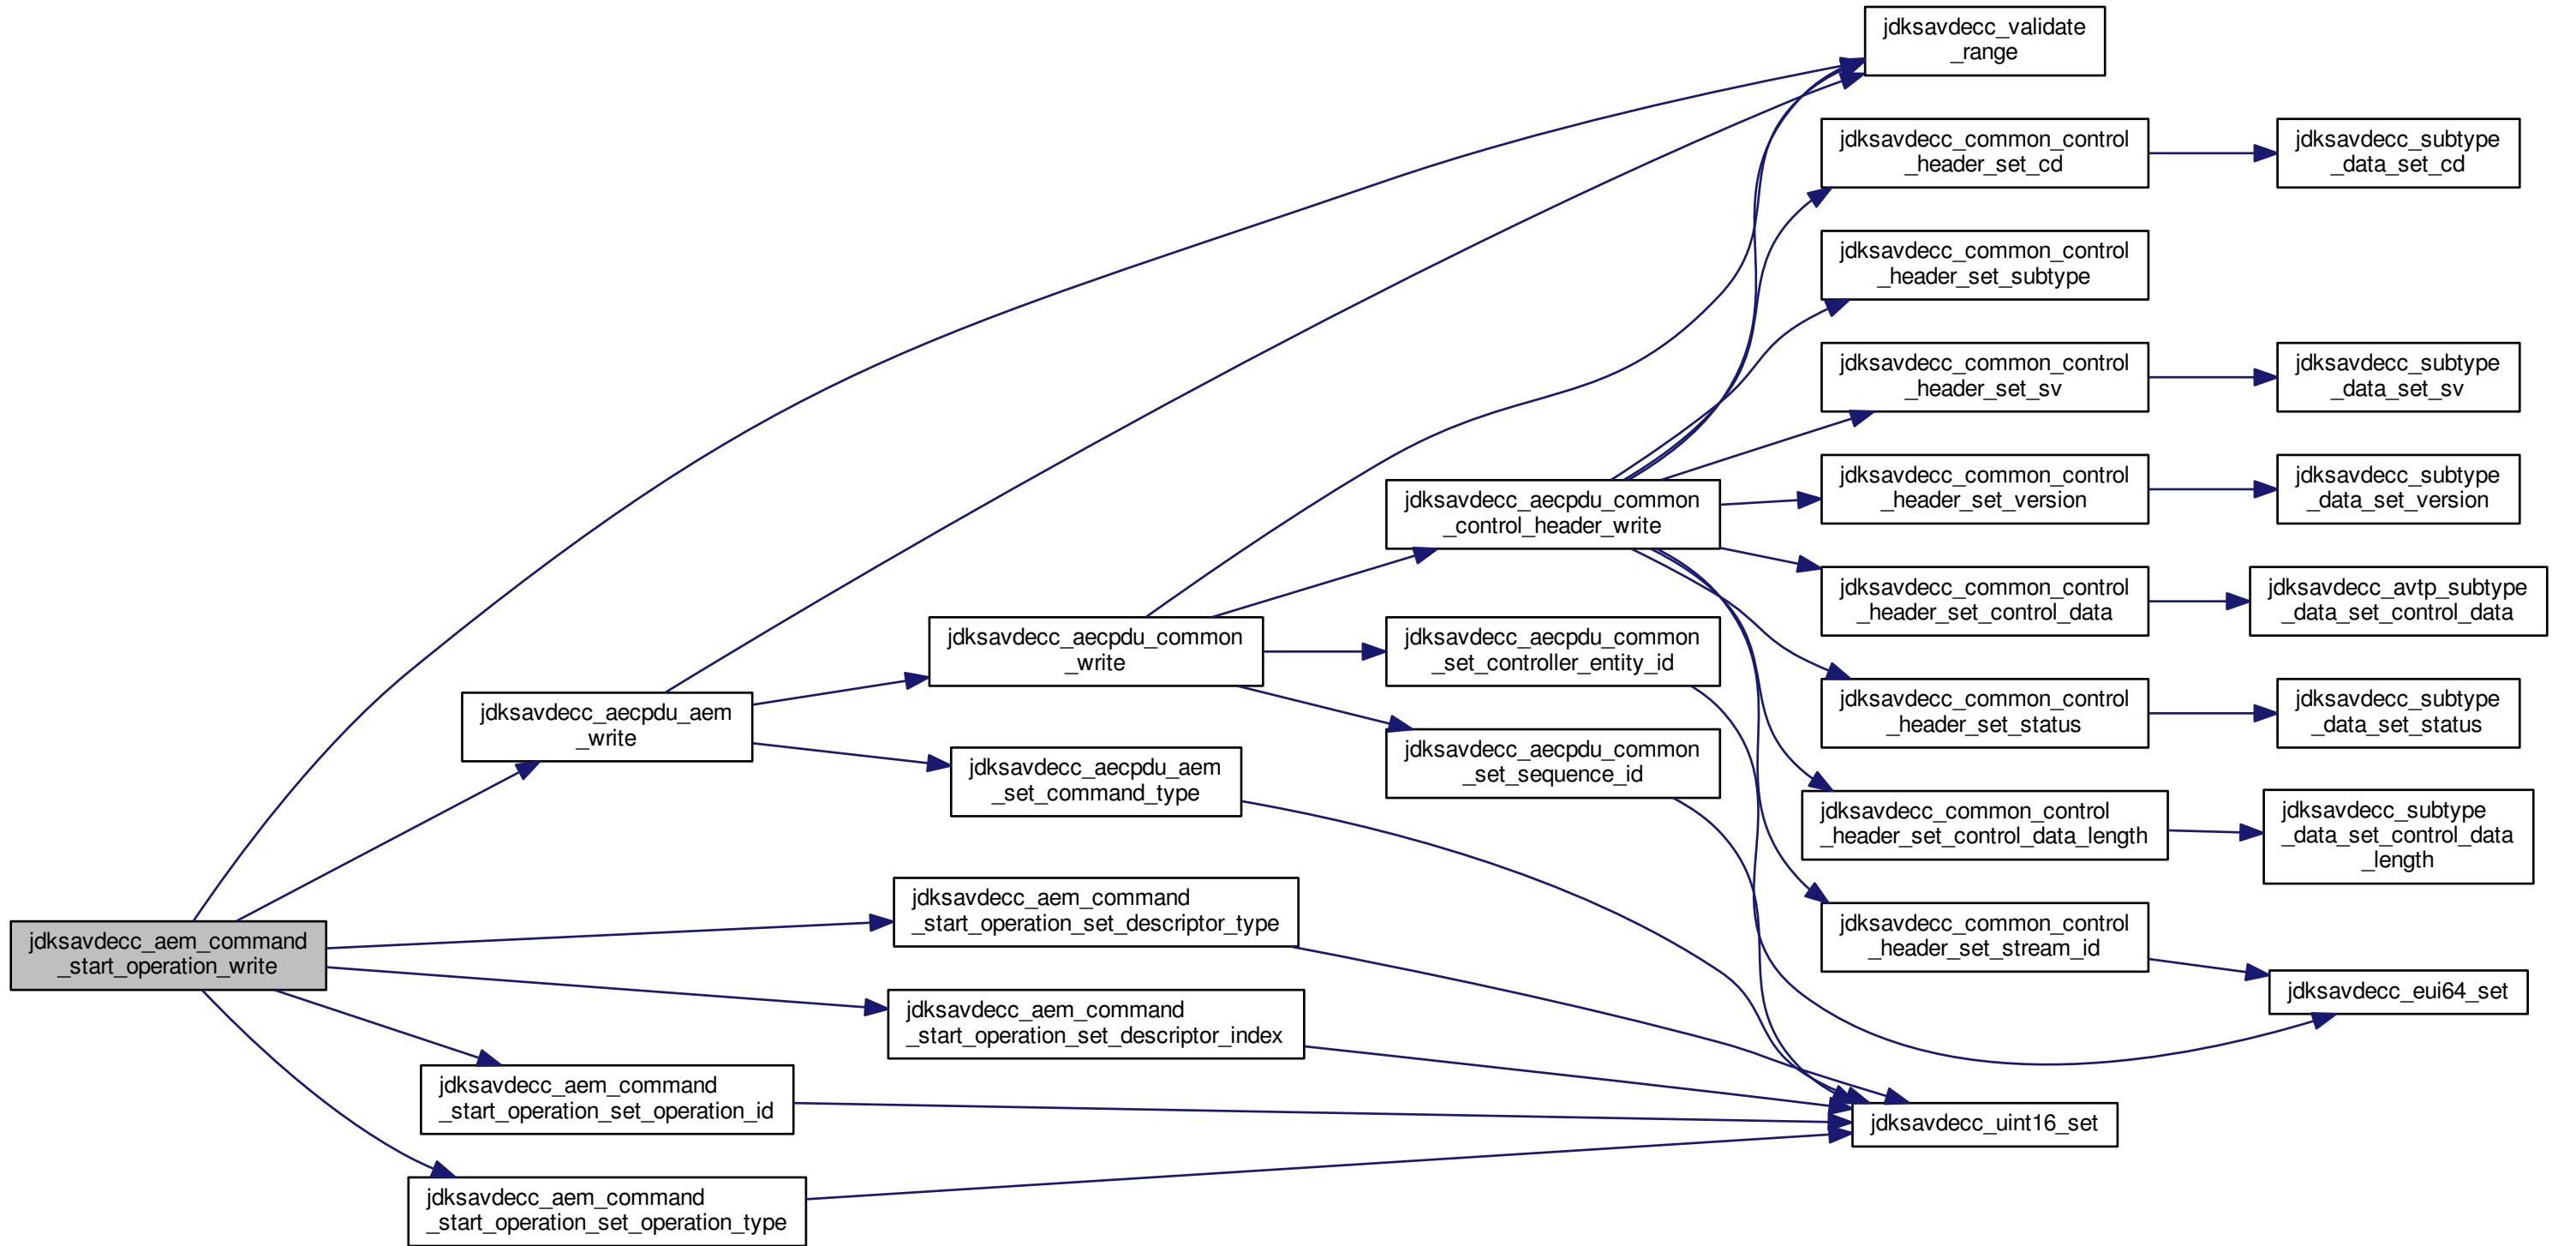 jdksavdecc_aem_command
_start_operation_write
jdksavdecc_aecpdu_aem
_write
jdksavdecc_aem_command
_start_operation_set_descriptor_type
jdksavdecc_aem_command
_start_operation_set_descriptor_index
jdksavdecc_aem_command
_start_operation_set_operation_id
jdksavdecc_aem_command
_start_operation_set_operation_type
jdksavdecc_aecpdu_common
_write
jdksavdecc_aecpdu_aem
_set_command_type
jdksavdecc_aecpdu_common
_control_header_write
jdksavdecc_aecpdu_common
_set_controller_entity_id
jdksavdecc_aecpdu_common
_set_sequence_id
jdksavdecc_validate
_range
jdksavdecc_common_control
_header_set_cd
jdksavdecc_common_control
_header_set_subtype
jdksavdecc_common_control
_header_set_sv
jdksavdecc_common_control
_header_set_version
jdksavdecc_common_control
_header_set_control_data
jdksavdecc_common_control
_header_set_status
jdksavdecc_common_control
_header_set_control_data_length
jdksavdecc_common_control
_header_set_stream_id
jdksavdecc_uint16_set
jdksavdecc_subtype
_data_set_cd
jdksavdecc_subtype
_data_set_sv
jdksavdecc_subtype
_data_set_version
jdksavdecc_avtp_subtype
_data_set_control_data
jdksavdecc_subtype
_data_set_status
jdksavdecc_subtype
_data_set_control_data
_length
jdksavdecc_eui64_set